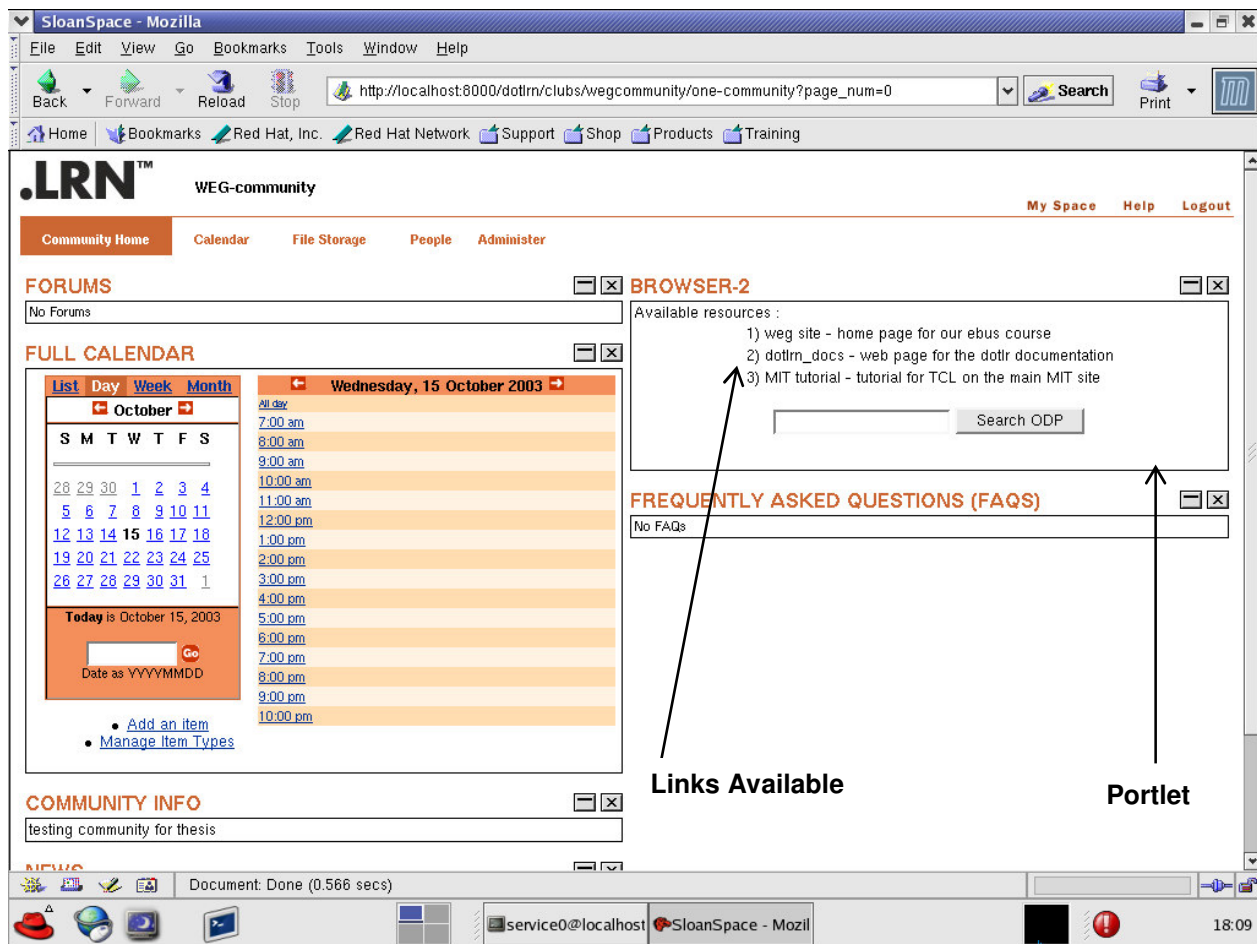 SloanSpace - Mozilla
File Edit View Go Bookmarks Tools Window Help
Back Forward Reload Stop http://localhost:8000/dotlrn/clubs/wegcommunity/one-community?page_num=0 Search Print
Home Bookmarks Red Hat, Inc. Red Hat Network Support Shop Products Training
.LRN™ WEG-community
My Space Help Logout
Community Home Calendar File Storage People Administer
FORUMS
No Forums
FULL CALENDAR
List Day Week Month
October
S M T W T F S
28 29 30 1 2 3 4
5 6 7 8 9 10 11
12 13 14 15 16 17 18
19 20 21 22 23 24 25
26 27 28 29 30 31 1
Today is October 15, 2003
Go
Date as YYYYMMDD
Add an item
Manage Item Types
Wednesday, 15 October 2003
All day
7:00 am
8:00 am
9:00 am
10:00 am
11:00 am
12:00 pm
1:00 pm
2:00 pm
3:00 pm
4:00 pm
5:00 pm
6:00 pm
7:00 pm
8:00 pm
9:00 pm
10:00 pm
COMMUNITY INFO
testing community for thesis
NEWS
BROWSER-2
Available resources :
1) weg site - home page for our ebus course
2) dotlrn_docs - web page for the dotlr documentation
3) MIT tutorial - tutorial for TCL on the main MIT site
Search ODP
FREQUENTLY ASKED QUESTIONS (FAQS)
No FAQs
Links Available
Portlet
Document: Done (0.566 secs)
service0@localhost SloanSpace - Mozil 18:09